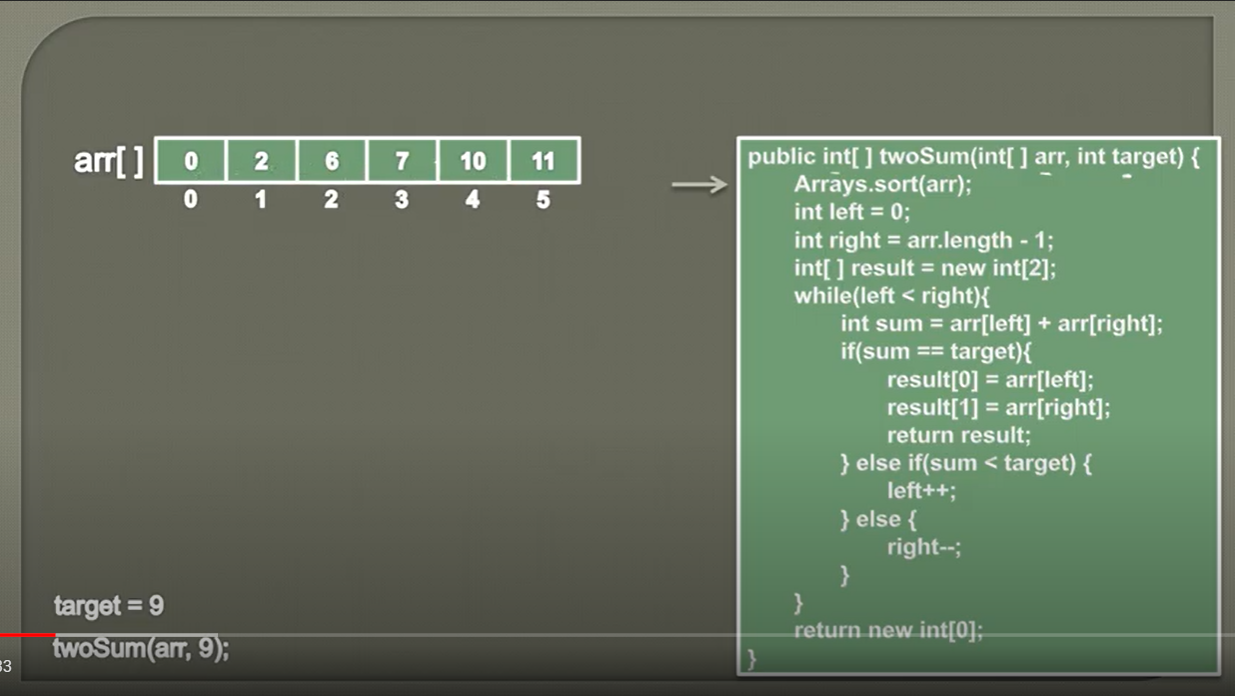 arr[ ] 0 2 6 7 10 11
0 1 2 3 4 5
public int[ ] twoSum(int[ ] arr, int target) {
Arrays.sort(arr);
int left = 0;
int right = arr.length - 1;
int[ ] result = new int[2];
while(left < right){
int sum = arr[left] + arr[right];
if(sum == target){
result[0] = arr[left];
result[1] = arr[right];
return result;
} else if(sum < target) {
left++;
} else {
right--;
}
}
return new int[0];
}
target = 9
twoSum(arr, 9);